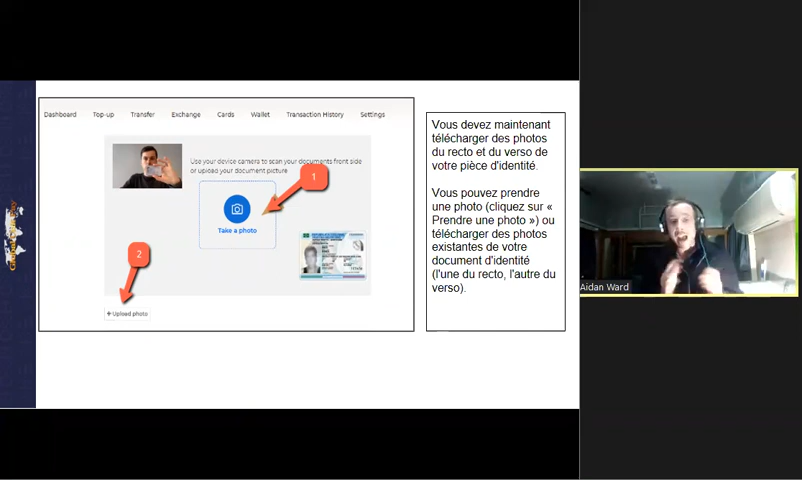 Dashboard Top-up Transfer Exchange Cards Wallet Transaction History Settings
Use your device camera to scan your documents front side
or upload your document picture
1
Take a photo
2
+ Upload photo
Vous devez maintenant
télécharger des photos
du recto et du verso de
votre pièce d'identité.
Vous pouvez prendre
une photo (cliquez sur «
Prendre une photo ») ou
télécharger des photos
existantes de votre
document d'identité
(l'une du recto, l'autre du
verso).
Aidan Ward